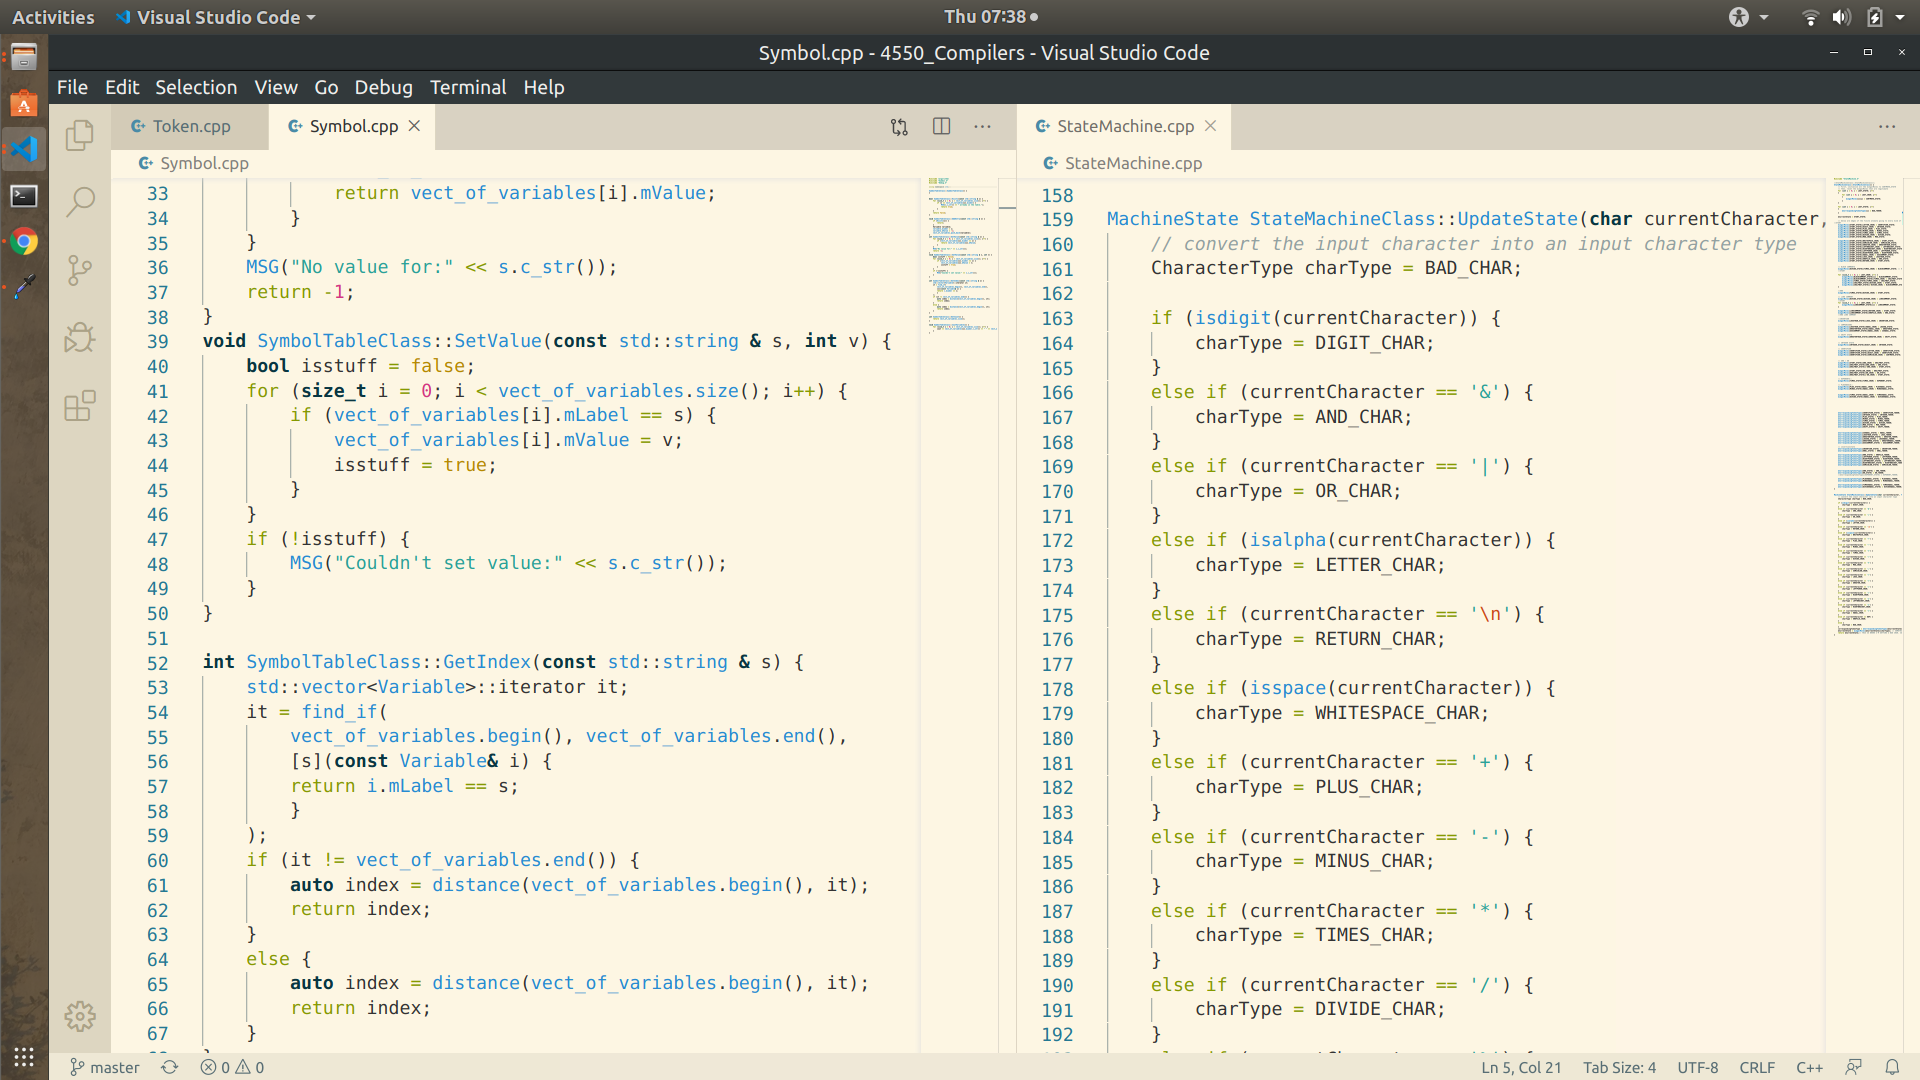 Activities Visual Studio Code Thu 07:38
Symbol.cpp - 4550_Compilers - Visual Studio Code
File Edit Selection View Go Debug Terminal Help
Token.cpp Symbol.cpp
Symbol.cpp
33 return vect_of_variables[i].mValue;
34 }
35 }
36 MSG("No value for:" << s.c_str());
37 return -1;
38 }
39 void SymbolTableClass::SetValue(const std::string & s, int v) {
40 bool isstuff = false;
41 for (size_t i = 0; i < vect_of_variables.size(); i++) {
42 if (vect_of_variables[i].mLabel == s) {
43 vect_of_variables[i].mValue = v;
44 isstuff = true;
45 }
46 }
47 if (!isstuff) {
48 MSG("Couldn't set value:" << s.c_str());
49 }
50 }
51
52 int SymbolTableClass::GetIndex(const std::string & s) {
53 std::vector<Variable>::iterator it;
54 it = find_if(
55 vect_of_variables.begin(), vect_of_variables.end(),
56 [s](const Variable& i) {
57 return i.mLabel == s;
58 }
59 );
60 if (it != vect_of_variables.end()) {
61 auto index = distance(vect_of_variables.begin(), it);
62 return index;
63 }
64 else {
65 auto index = distance(vect_of_variables.begin(), it);
66 return index;
67 }
StateMachine.cpp
StateMachine.cpp
158
159 MachineState StateMachineClass::UpdateState(char currentCharacter,
160 // convert the input character into an input character type
161 CharacterType charType = BAD_CHAR;
162
163 if (isdigit(currentCharacter)) {
164 charType = DIGIT_CHAR;
165 }
166 else if (currentCharacter == '&') {
167 charType = AND_CHAR;
168 }
169 else if (currentCharacter == '|') {
170 charType = OR_CHAR;
171 }
172 else if (isalpha(currentCharacter)) {
173 charType = LETTER_CHAR;
174 }
175 else if (currentCharacter == '\n') {
176 charType = RETURN_CHAR;
177 }
178 else if (isspace(currentCharacter)) {
179 charType = WHITESPACE_CHAR;
180 }
181 else if (currentCharacter == '+') {
182 charType = PLUS_CHAR;
183 }
184 else if (currentCharacter == '-') {
185 charType = MINUS_CHAR;
186 }
187 else if (currentCharacter == '*') {
188 charType = TIMES_CHAR;
189 }
190 else if (currentCharacter == '/') {
191 charType = DIVIDE_CHAR;
192 }
master 0 0 Ln 5, Col 21 Tab Size: 4 UTF-8 CRLF C++